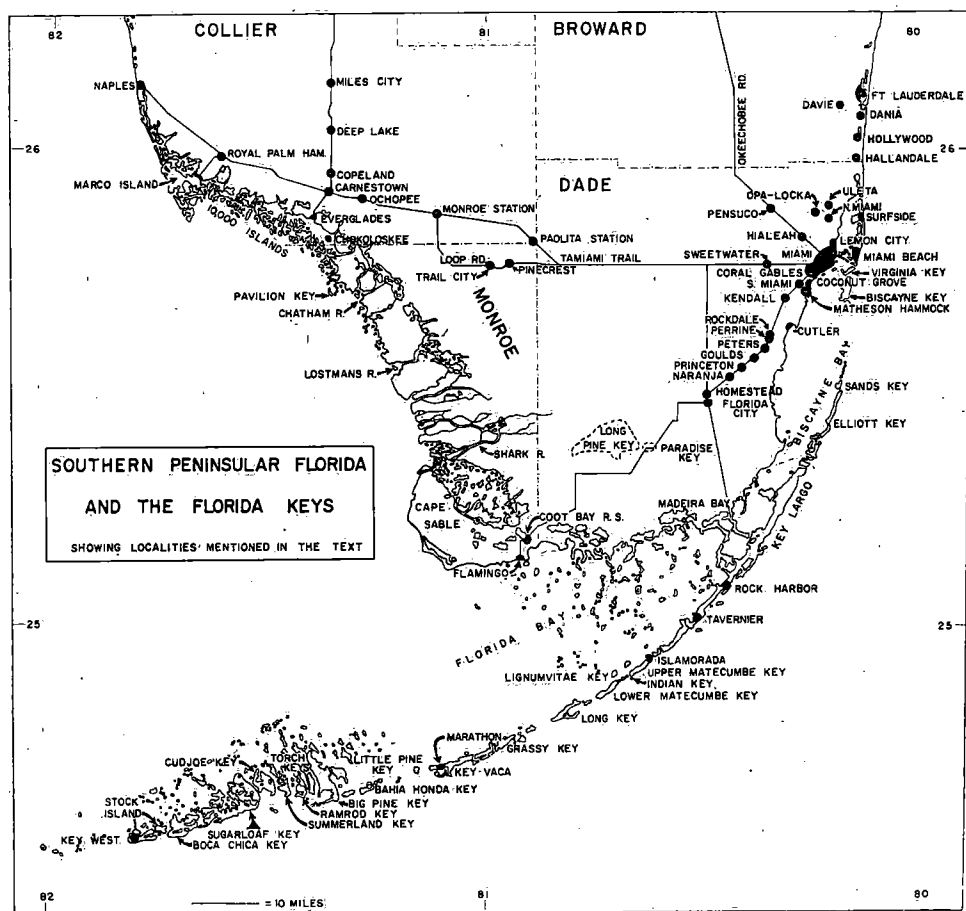 82
COLLIER
81
BROWARD
80
NAPLES
MILES CITY
OKEECHOBEE RD.
FT LAUDERDALE
DAVIE
DANIA
DEEP LAKE
HOLLYWOOD
26
ROYAL PALM HAM.
26
HALLANDALE
MARCO ISLAND
COPELAND
DADE
CARNESTOWN
OCHOPEE
OPA-LOCKA
ULETA
N.MIAMI
10,000 ISLANDS
EVERGLADES
MONROE STATION
PENSUCO
SURFSIDE
CHOKOLOSKEE
PAOLITA STATION
HIALEAH
LEMON CITY
LOOP RD.
TAMIAMI TRAIL
SWEETWATER
MIAMI
MIAMI BEACH
TRAIL CITY
PINECREST
CORAL GABLES
VIRGINIA KEY
S. MIAMI
COCONUT GROVE
PAVILION KEY
KENDALL
BISCAYNE KEY
CHATHAM R.
MONROE
MATHESON HAMMOCK
ROCKDALE
PERRINE
CUTLER
PETERS
GOULDS
LOSTMANS R.
PRINCETON
NARANJA
BISCAYNE BAY
SANDS KEY
HOMESTEAD
FLORIDA
CITY
ELLIOTT KEY
LONG
PINE KEY
PARADISE
KEY
SHARK R.
SOUTHERN PENINSULAR FLORIDA
AND THE FLORIDA KEYS
SHOWING LOCALITIES MENTIONED IN THE TEXT
CAPE
SABLE
COOT BAY R.S.
MADEIRA BAY
KEY LARGO
FLAMINGO
ROCK HARBOR
25
FLORIDA BAY
TAVERNIER
25
ISLAMORADA
LIGNUMVITAE KEY
UPPER MATECUMBE KEY
INDIAN KEY
LOWER MATECUMBE KEY
LONG KEY
MARATHON
GRASSY KEY
CUDJOE KEY
TORCH
KEY
LITTLE PINE
KEY
KEY VACA
BAHIA HONDA KEY
STOCK
ISLAND
BIG PINE KEY
RAMROD KEY
SUMMERLAND KEY
SUGARLOAF KEY
KEY WEST
BOCA CHICA KEY
82
81
80
= 10 MILES